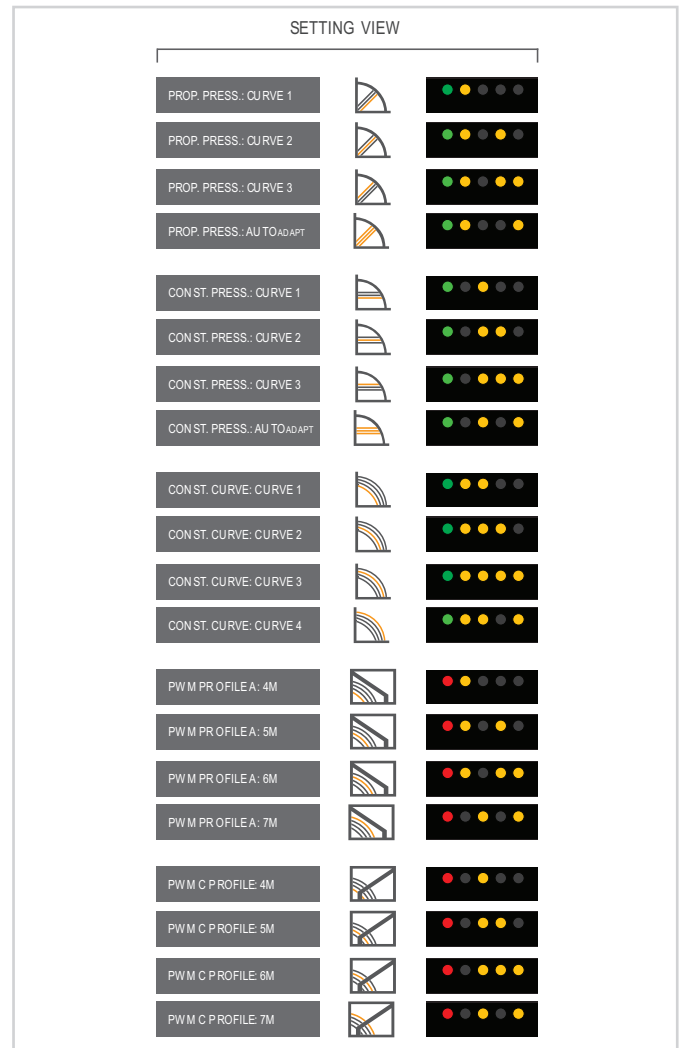 SETTING VIEW
PROP. PRESS.: CURVE 1
PROP. PRESS.: CURVE 2
PROP. PRESS.: CURVE 3
PROP. PRESS.: AUTOADAPT
CONST. PRESS.: CURVE 1
CONST. PRESS.: CURVE 2
CONST. PRESS.: CURVE 3
CONST. PRESS.: AUTOADAPT
CONST. CURVE: CURVE 1
CONST. CURVE: CURVE 2
CONST. CURVE: CURVE 3
CONST. CURVE: CURVE 4
PWM PROFILE A: 4M
PWM PROFILE A: 5M
PWM PROFILE A: 6M
PWM PROFILE A: 7M
PWM C PROFILE: 4M
PWM C PROFILE: 5M
PWM C PROFILE: 6M
PWM C PROFILE: 7M